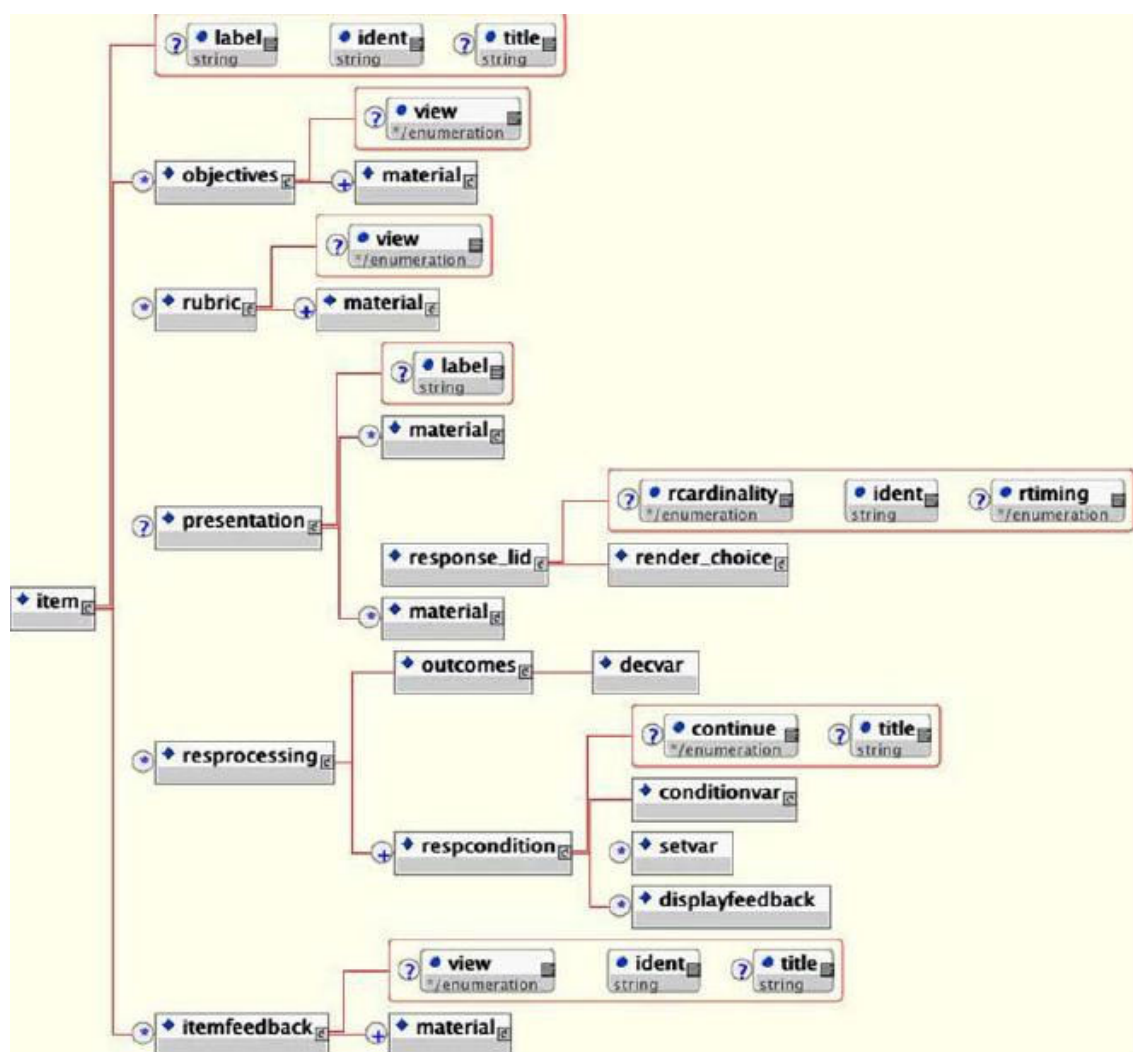 ? label ident ? title
string string string
? view
*/enumeration
* objectives + material
? view
*/enumeration
* rubric + material
? label
string
* material
? rcardinality ident ? rtiming
*/enumeration string */enumeration
? presentation
response_lid render_choice
item
* material
outcomes decvar
? continue ? title
*/enumeration string
* resprocessing
conditionvar
+ respcondition * setvar
* displayfeedback
? view ident ? title
*/enumeration string string
* itemfeedback + material